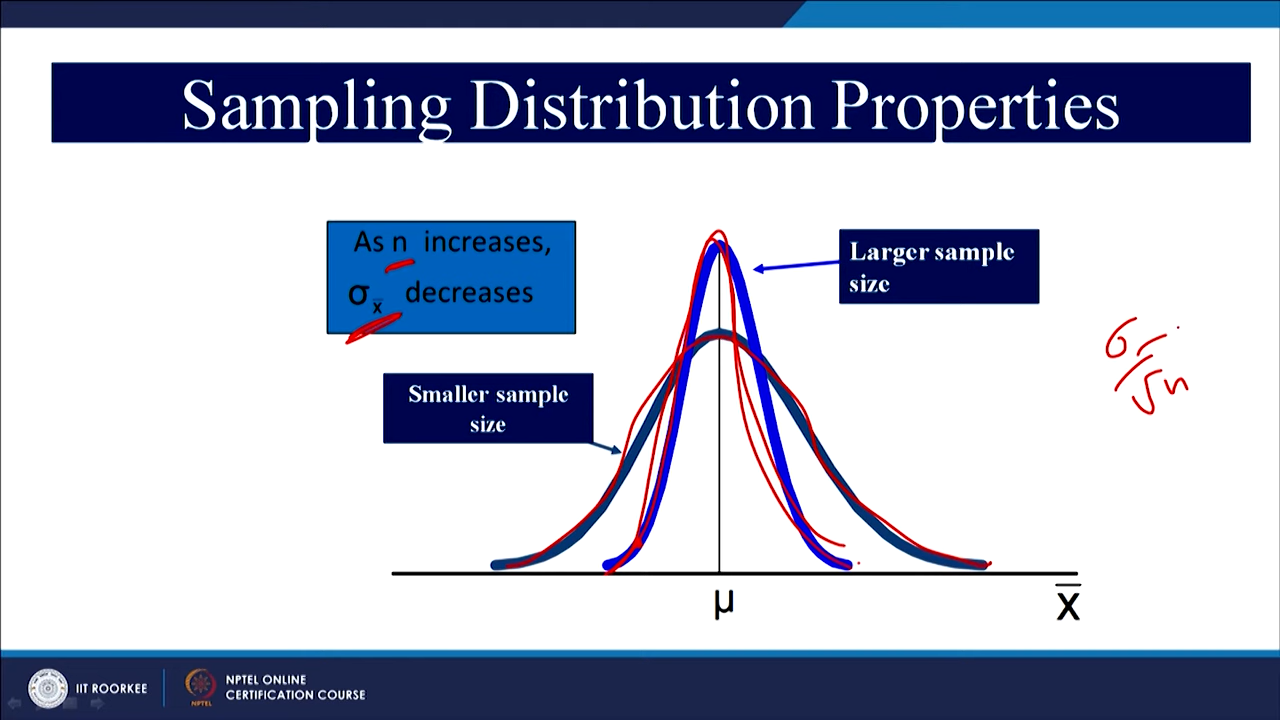 Sampling Distribution Properties
As n increases,
σx̄ decreases
Larger sample
size
Smaller sample
size
σ
√n
μ
x̄
IIT ROORKEE
NPTEL ONLINE
CERTIFICATION COURSE
NPTEL